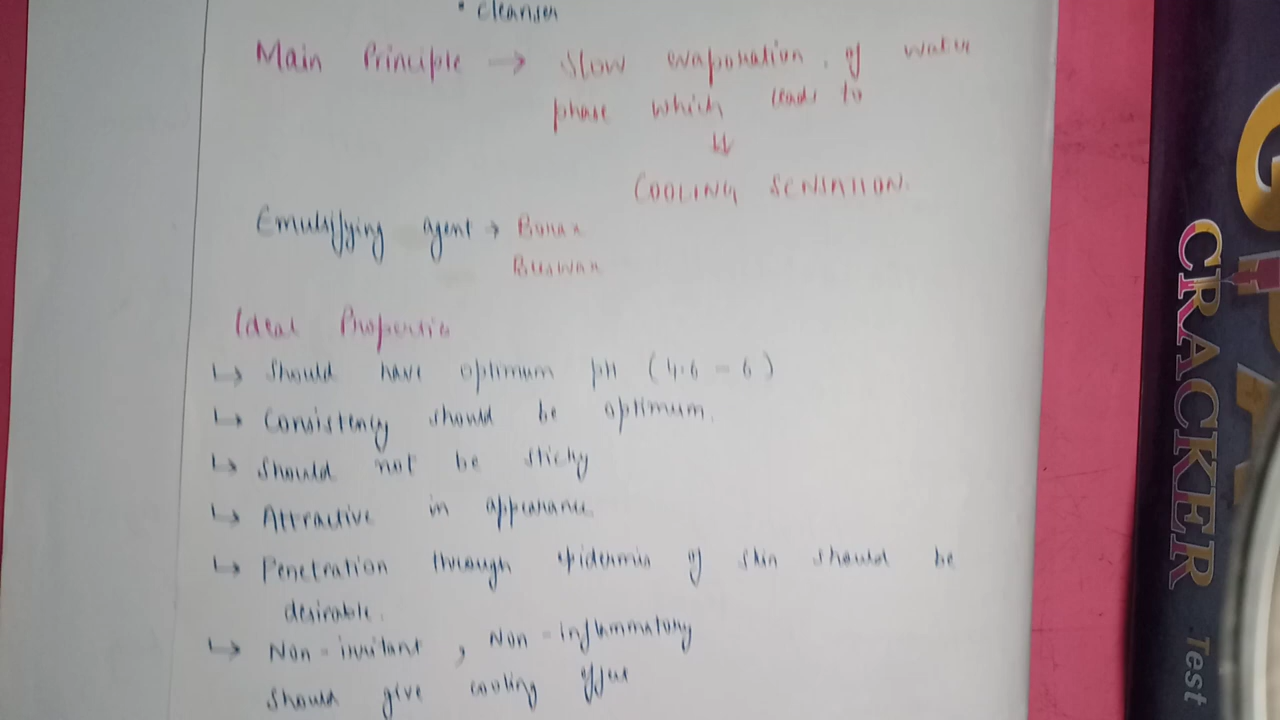 • cleanser
Main Principle → Slow evaporation of water
phase which leads to
COOLING SENSATION.
Emulsifying agent → Borax
Beeswax
Ideal Properties
↳ Should have optimum pH (4.6 – 6)
↳ Consistency should be optimum.
↳ Should not be sticky
↳ Attractive in appearance
↳ Penetration through epidermis of skin should be
desirable.
↳ Non-irritant, Non-inflammatory
should give cooling effect
CRACKER
Test